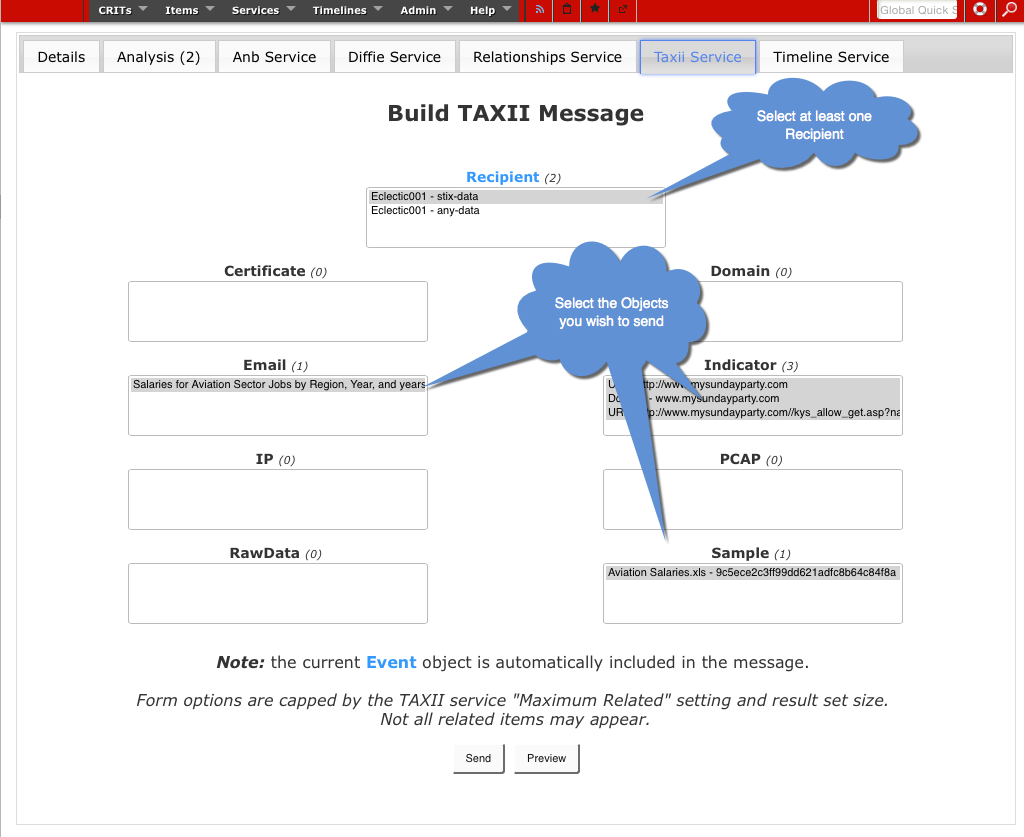 CRITs Items Services Timelines Admin Help Global Quick S
Details Analysis (2) Anb Service Diffie Service Relationships Service Taxii Service Timeline Service
Build TAXII Message
Select at least one
Recipient
Recipient (2)
Eclectic001 - stix-data
Eclectic001 - any-data
Certificate (0)
Domain (0)
Select the Objects
you wish to send
Email (1)
Salaries for Aviation Sector Jobs by Region, Year, and years
Indicator (3)
www.mysundayparty.com
- www.mysundayparty.com
http://www.mysundayparty.com//kys_allow_get.asp?na
IP (0)
PCAP (0)
RawData (0)
Sample (1)
Aviation Salaries.xls - 9c5ece2c3ff99dd621adfc8b64c84f8a
Note: the current Event object is automatically included in the message.
Form options are capped by the TAXII service "Maximum Related" setting and result set size.
Not all related items may appear.
Send Preview